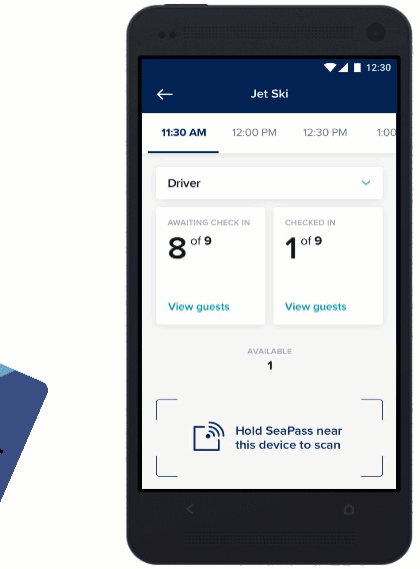 12:30
Jet Ski
11:30 AM 12:00 PM 12:30 PM 1:00
Driver
AWAITING CHECK IN
8 of 9
View guests
CHECKED IN
1 of 9
View guests
AVAILABLE
1
Hold SeaPass near
this device to scan